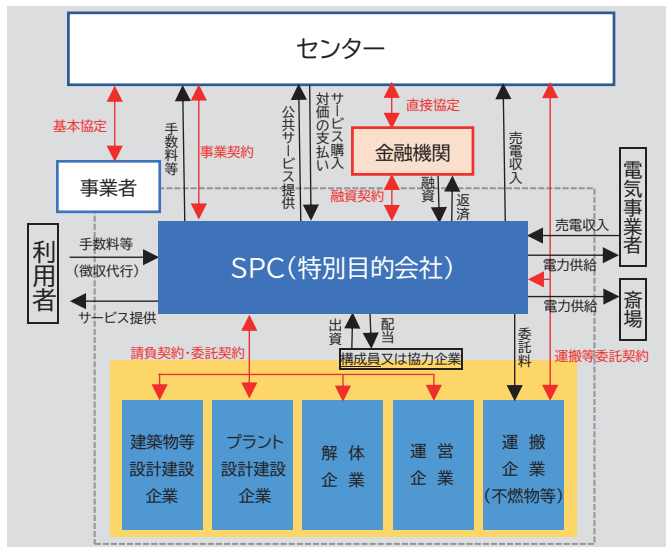 センター
基本協定
手数料等
事業契約
公共サービス提供
サービス購入
対価の支払い
直接協定
売電収入
金融機関
事業者
融資契約
融資
返済
電気事業者
利用者
手数料等
(徴収代行)
サービス提供
SPC(特別目的会社)
売電収入
電力供給
電力供給
斎場
請負契約・委託契約
出資
配当
構成員又は協力企業
委託料
運搬等委託契約
建築物等
設計建設
企業
プラント
設計建設
企業
解体
企業
運営
企業
運搬
企業
(不燃物等)